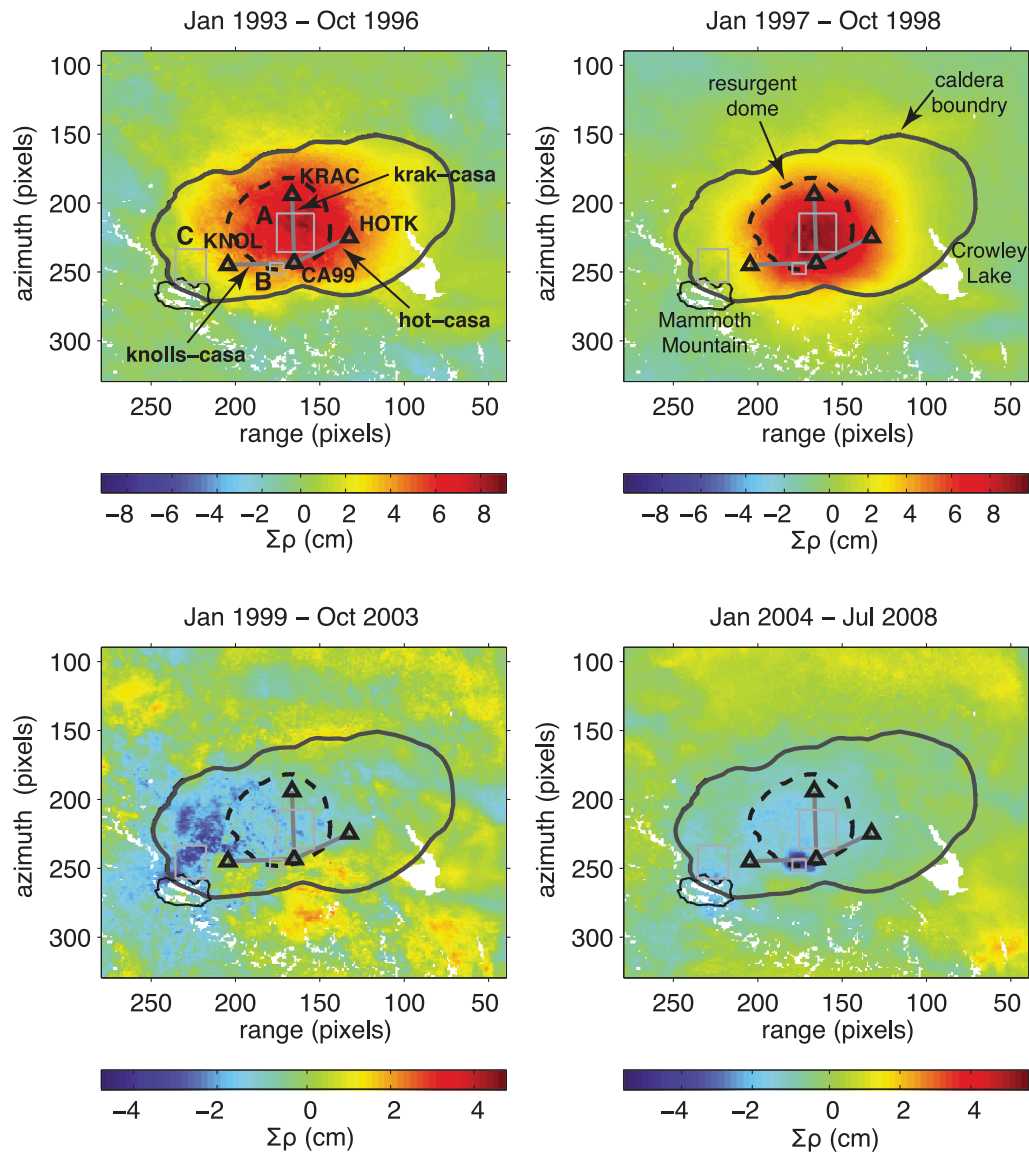 Jan 1993 – Oct 1996
azimuth (pixels)
100
150
200
250
300
KRAC
krak–casa
A
HOTK
C
KNOL
B
CA99
hot–casa
knolls–casa
250 200 150 100 50
range (pixels)
−8 −6 −4 −2 0 2 4 6 8
Σρ (cm)
Jan 1997 – Oct 1998
azimuth (pixels)
100
150
200
250
300
resurgent
dome
caldera
boundry
Crowley
Lake
Mammoth
Mountain
250 200 150 100 50
range (pixels)
−8 −6 −4 −2 0 2 4 6 8
Σρ (cm)
Jan 1999 – Oct 2003
azimuth (pixels)
100
150
200
250
300
250 200 150 100 50
range (pixels)
−4 −2 0 2 4
Σρ (cm)
Jan 2004 – Jul 2008
azimuth (pixels)
100
150
200
250
300
250 200 150 100 50
range (pixels)
−4 −2 0 2 4
Σρ (cm)